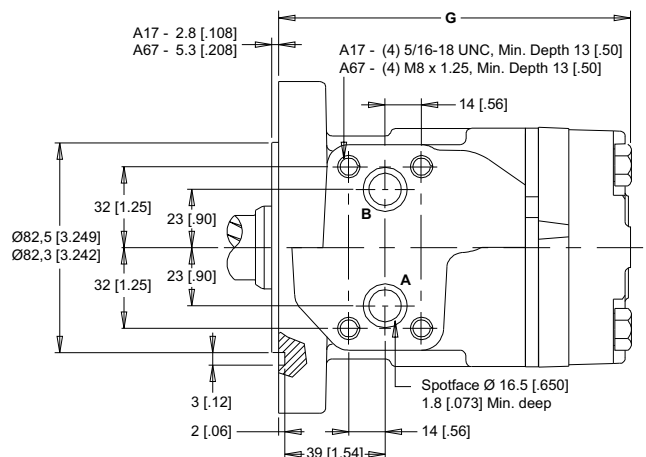 G
A17 - 2.8 [.108]
A67 - 5.3 [.208]
A17 - (4) 5/16-18 UNC, Min. Depth 13 [.50]
A67 - (4) M8 x 1.25, Min. Depth 13 [.50]
14 [.56]
32 [1.25]
23 [.90]
B
Ø82,5 [3.249]
Ø82,3 [3.242]
23 [.90]
A
32 [1.25]
Spotface Ø 16.5 [.650]
1.8 [.073] Min. deep
3 [.12]
2 [.06]
14 [.56]
39 [1.54]